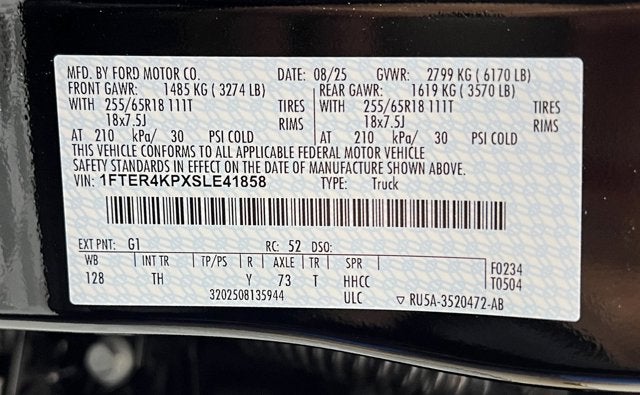 MFD. BY FORD MOTOR CO. DATE: 08/25 GVWR: 2799 KG ( 6170 LB)
FRONT GAWR: 1485 KG ( 3274 LB) REAR GAWR: 1619 KG ( 3570 LB)
WITH 255/65R18 111T TIRES WITH 255/65R18 111T TIRES
18x7.5J RIMS 18x7.5J RIMS
AT 210 kPa/ 30 PSI COLD AT 210 kPa/ 30 PSI COLD
THIS VEHICLE CONFORMS TO ALL APPLICABLE FEDERAL MOTOR VEHICLE
SAFETY STANDARDS IN EFFECT ON THE DATE OF MANUFACTURE SHOWN ABOVE.
VIN: 1FTER4KPXSLE41858 TYPE: Truck
EXT PNT: G1 RC: 52 DSO:
WB INT TR TP/PS R AXLE TR SPR F0234
128 TH Y 73 T HHCC T0504
3202508135944 ULC ▽ RU5A-3520472-AB